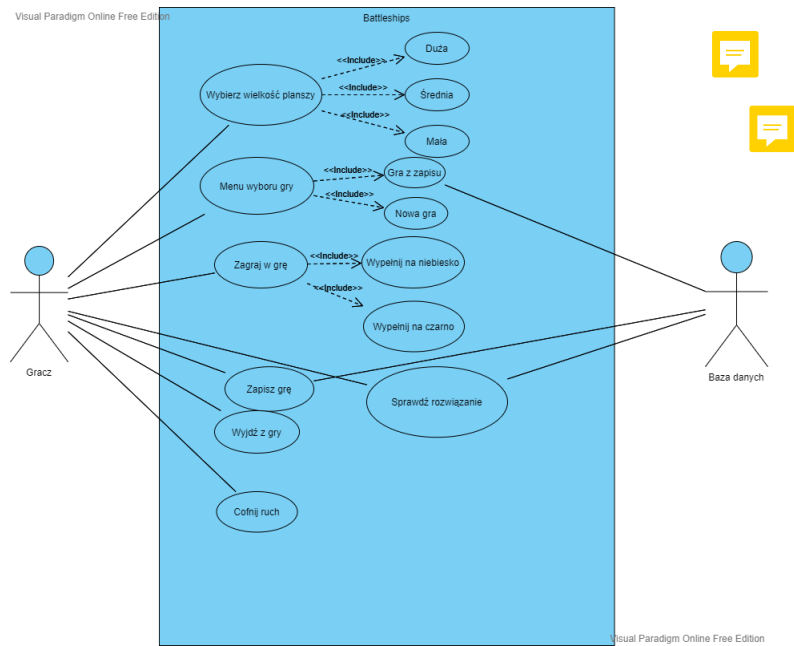 Visual Paradigm Online Free Edition
Battleships
Duża
<<Include>>
Wybierz wielkość planszy
<<Include>>
Średnia
<<Include>>
Mała
<<Include>>
Gra z zapisu
Menu wyboru gry
<<Include>>
Nowa gra
Zagraj w grę
<<Include>>
Wypełnij na niebiesko
<<Include>>
Wypełnij na czarno
Gracz
Baza danych
Zapisz grę
Sprawdź rozwiązanie
Wyjdź z gry
Cofnij ruch
Visual Paradigm Online Free Edition